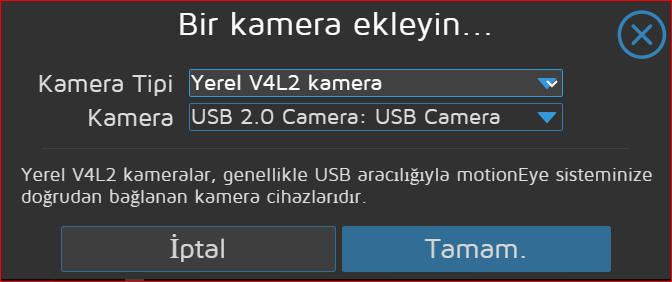 Bir kamera ekleyin...
Kamera Tipi Yerel V4L2 kamera
Kamera USB 2.0 Camera: USB Camera
Yerel V4L2 kameralar, genellikle USB aracılığıyla motionEye sisteminize
doğrudan bağlanan kamera cihazlarıdır.
İptal Tamam.